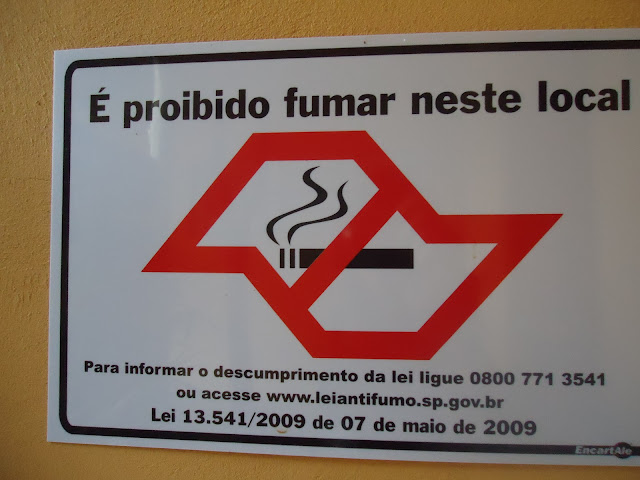 É proibido fumar neste local
Para informar o descumprimento da lei ligue 0800 771 3541
ou acesse www.leiantifumo.sp.gov.br
Lei 13.541/2009 de 07 de maio de 2009
EncartAle